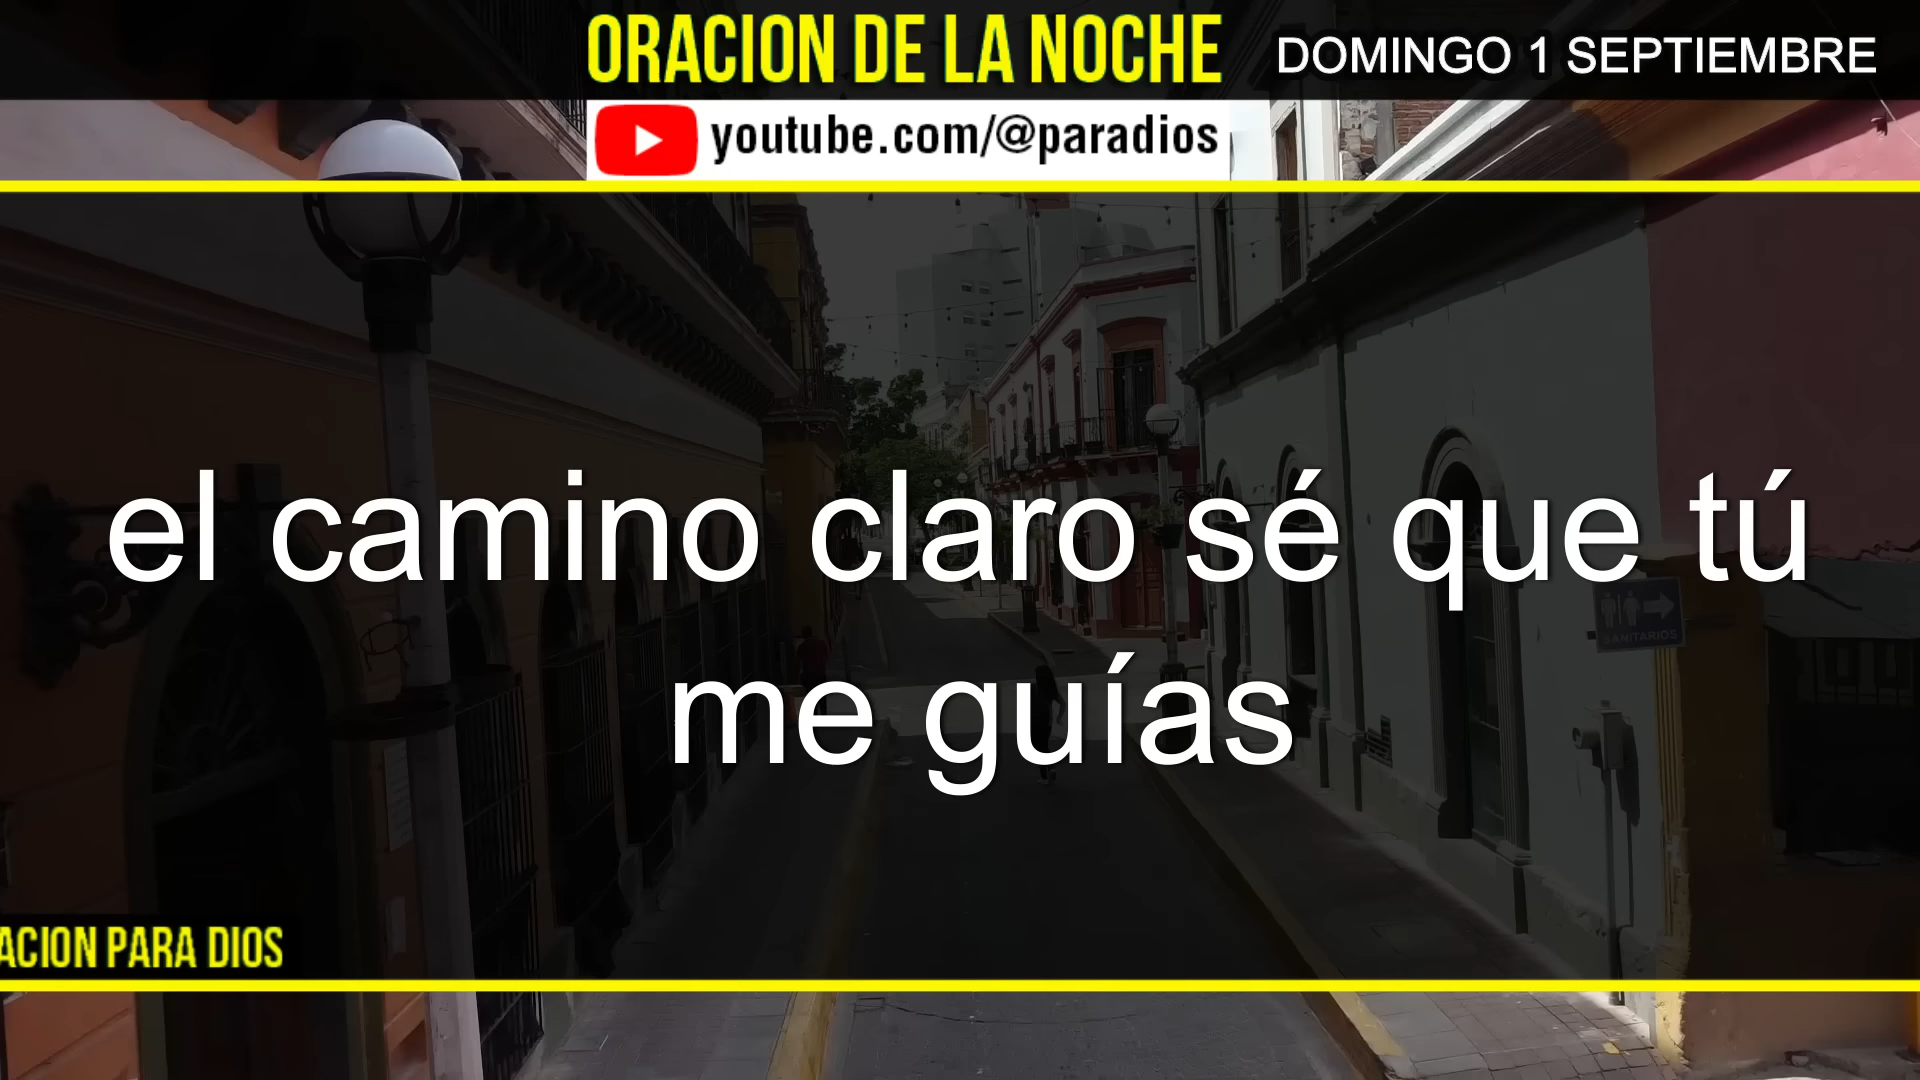 ORACION DE LA NOCHE
DOMINGO 1 SEPTIEMBRE
youtube.com/@paradios
el camino claro sé que tú
me guías
SANITARIOS
ACION PARA DIOS